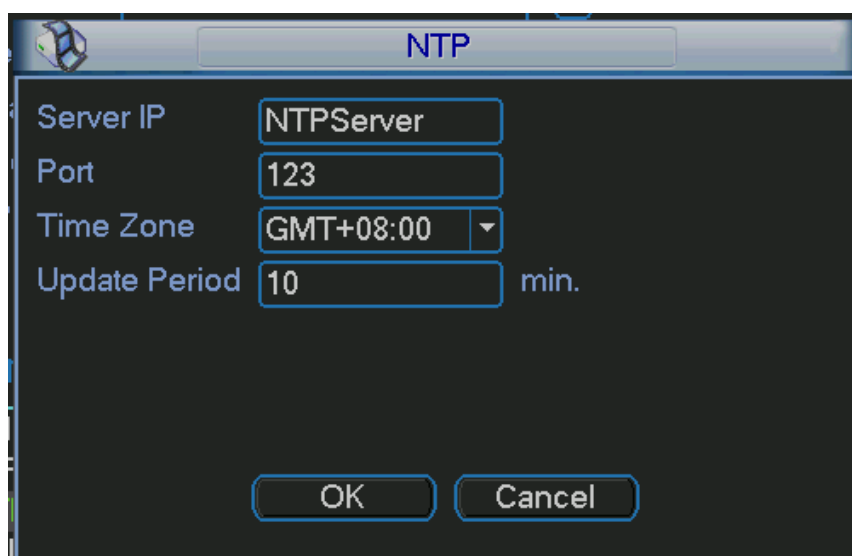 NTP
Server IP NTPServer
Port 123
Time Zone GMT+08:00
Update Period 10 min.
OK Cancel